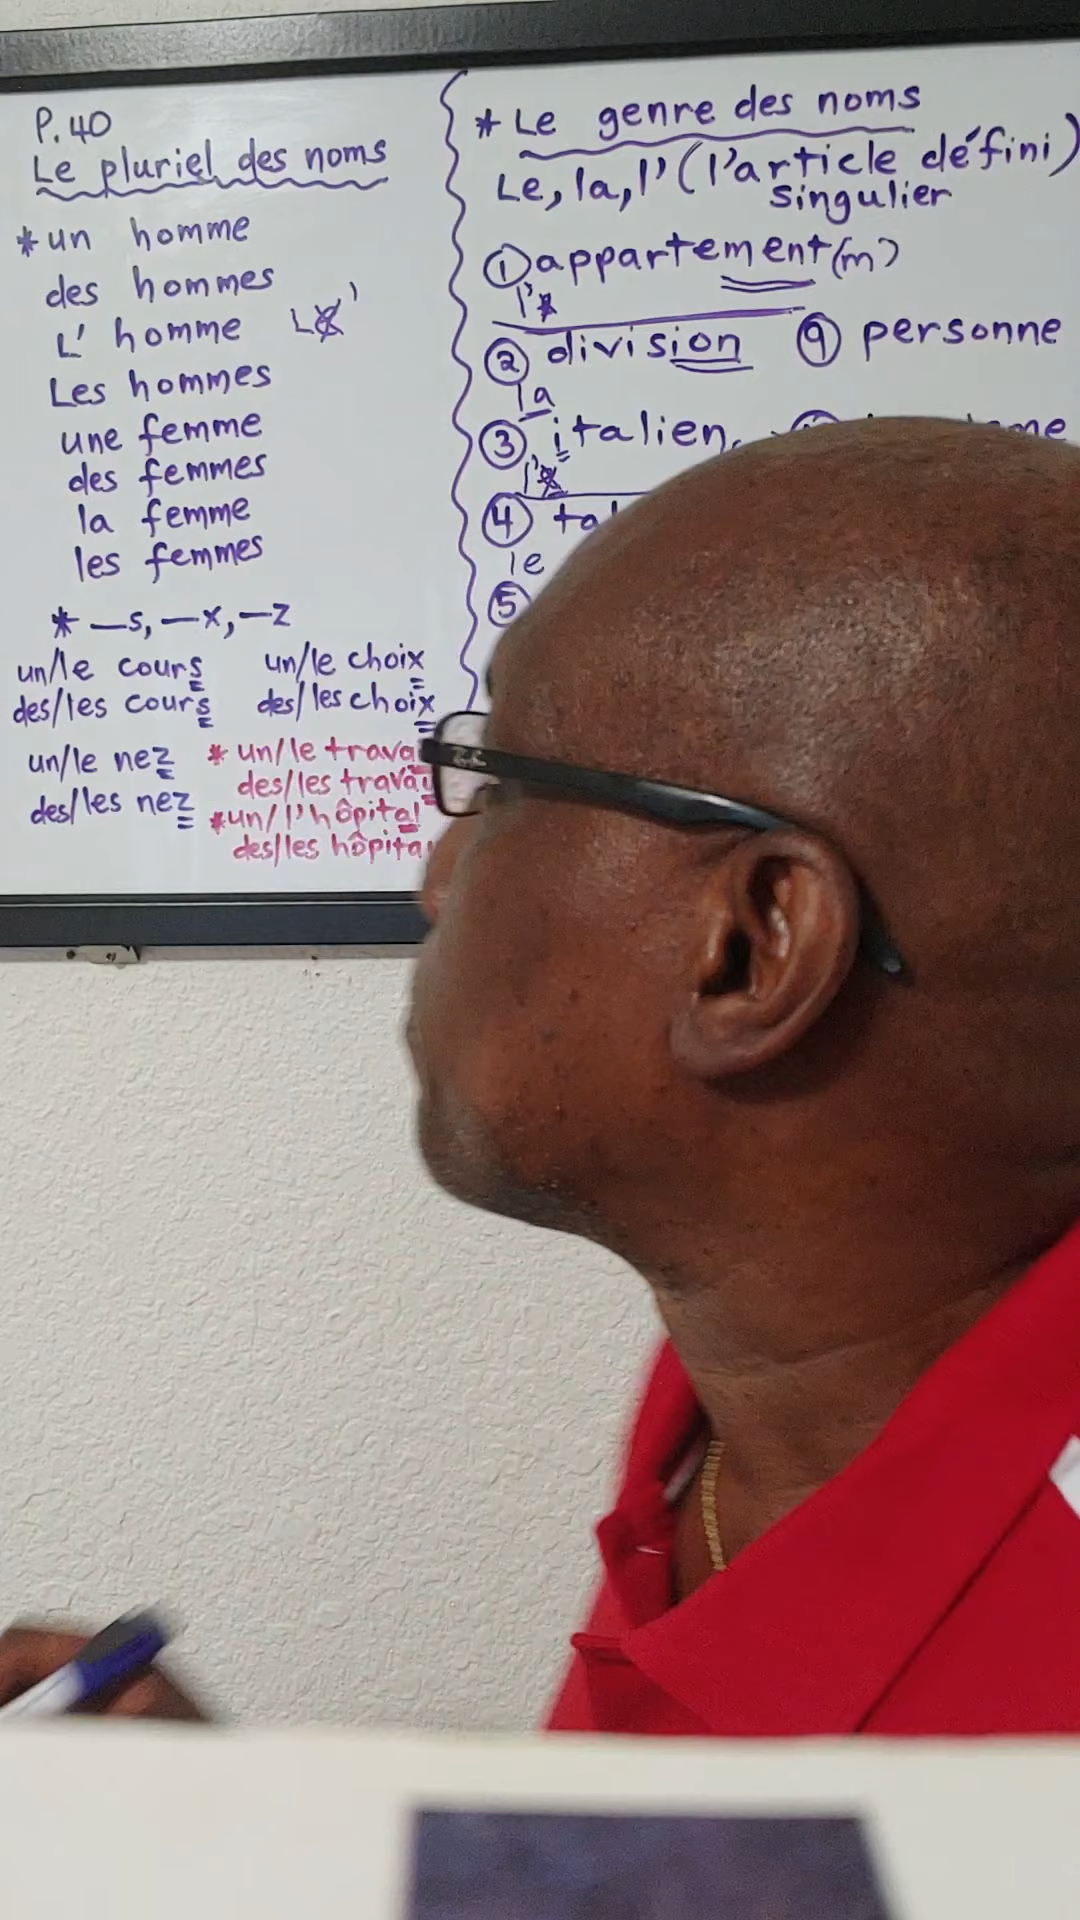 P.40
Le pluriel des noms
*un homme
des hommes
L' homme Le'
Les hommes
une femme
des femmes
la femme
les femmes
* —s, —x, —z
un/le cours un/le choix
des/les cours des/les choix
un/le nez
des/les nez
* un/le
des/les
*un/l'hôpital
des/les
* Le genre des noms
Le, la, l' (l'article défini)
singulier
① appartement (m)
l'*
② division ⑨ personne
la
③ italien
l'*
④
le
⑤